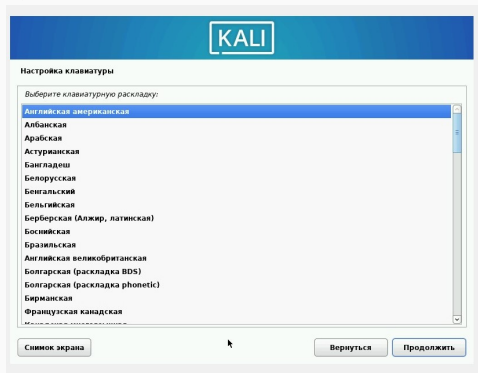 KALI
Настройка клавиатуры
Выберите клавиатурную раскладку:
Английская американская
Албанская
Арабская
Астурианская
Бангладеш
Белорусская
Бенгальский
Бельгийская
Берберская (Алжир, латинская)
Боснийская
Бразильская
Английская великобританская
Болгарская (раскладка BDS)
Болгарская (раскладка phonetic)
Бирманская
Французская канадская
Снимок экрана
Вернуться
Продолжить